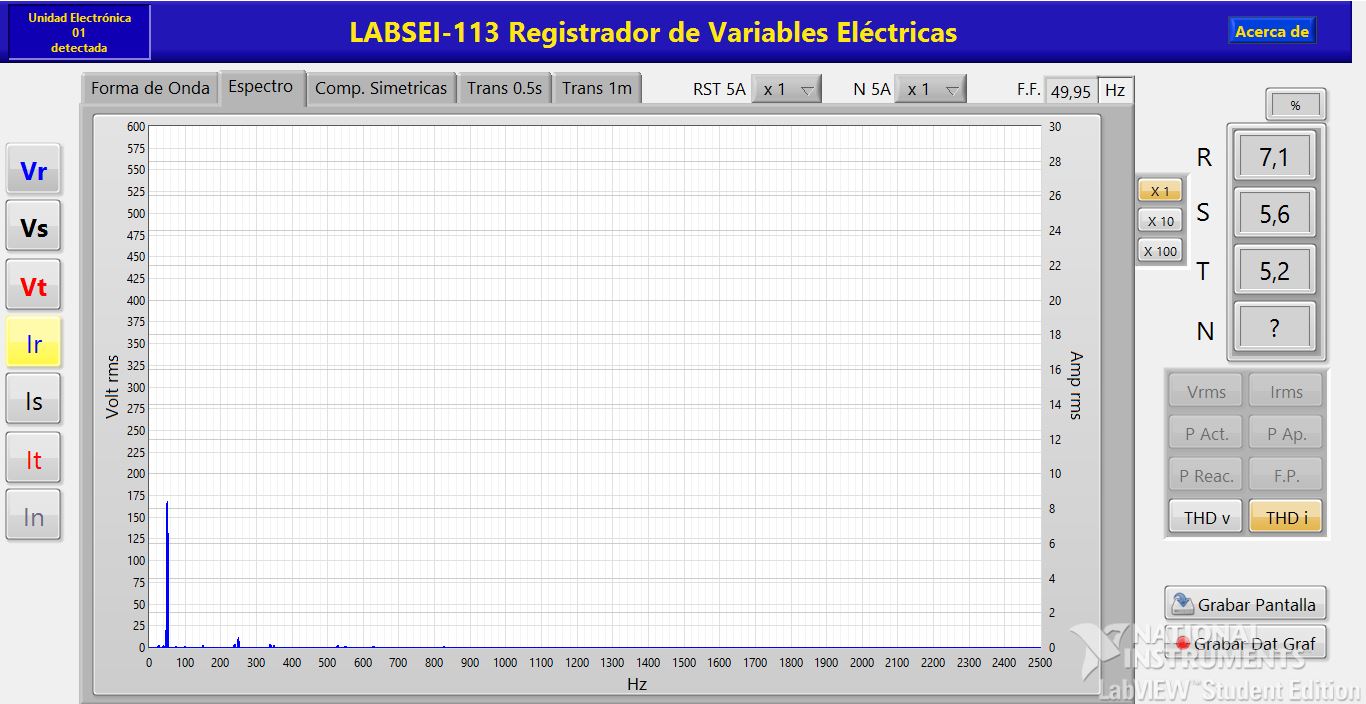 Unidad Electrónica
01
detectada
LABSEI-113 Registrador de Variables Eléctricas
Acerca de
Forma de Onda
Espectro
Comp. Simetricas
Trans 0.5s
Trans 1m
RST 5A
x 1
N 5A
x 1
F.F.
49,95
Hz
Vr
Vs
Vt
Ir
Is
It
In
Volt rms
600
575
550
525
500
475
450
425
400
375
350
325
300
275
250
225
200
175
150
125
100
75
50
25
0
0 100 200 300 400 500 600 700 800 900 1000 1100 1200 1300 1400 1500 1600 1700 1800 1900 2000 2100 2200 2300 2400 2500
Hz
30
28
26
24
22
20
18
16
14
12
10
8
6
4
2
0
Amp rms
X 1
X 10
X 100
%
R 7,1
S 5,6
T 5,2
N ?
Vrms Irms
P Act. P Ap.
P Reac. F.P.
THD v THD i
Grabar Pantalla
Grabar Dat Graf
NATIONAL
INSTRUMENTS
LabVIEW™ Student Edition